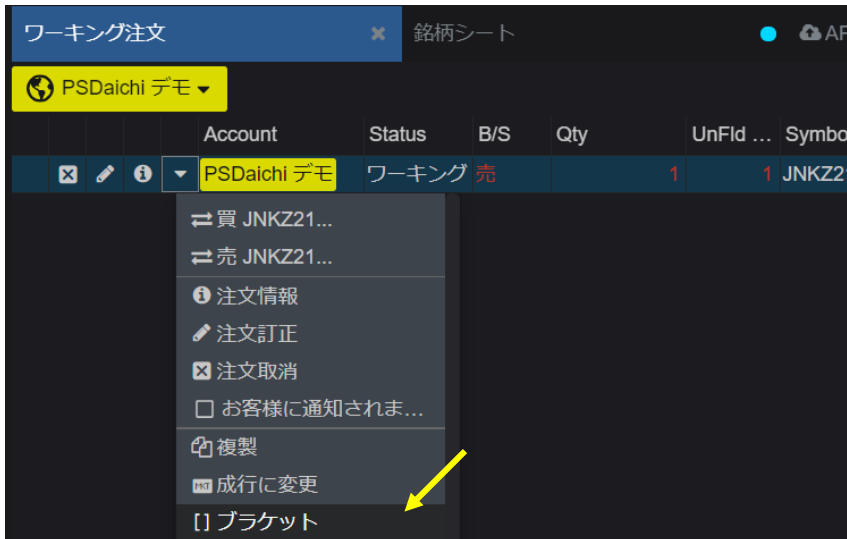 ワーキング注文 銘柄シート AP
PSDaichi デモ
Account Status B/S Qty UnFld ... Symbo
PSDaichi デモ ワーキング 売 1 1 JNKZ21
買 JNKZ21...
売 JNKZ21...
注文情報
注文訂正
注文取消
お客様に通知されま...
複製
MKT 成行に変更
[] ブラケット